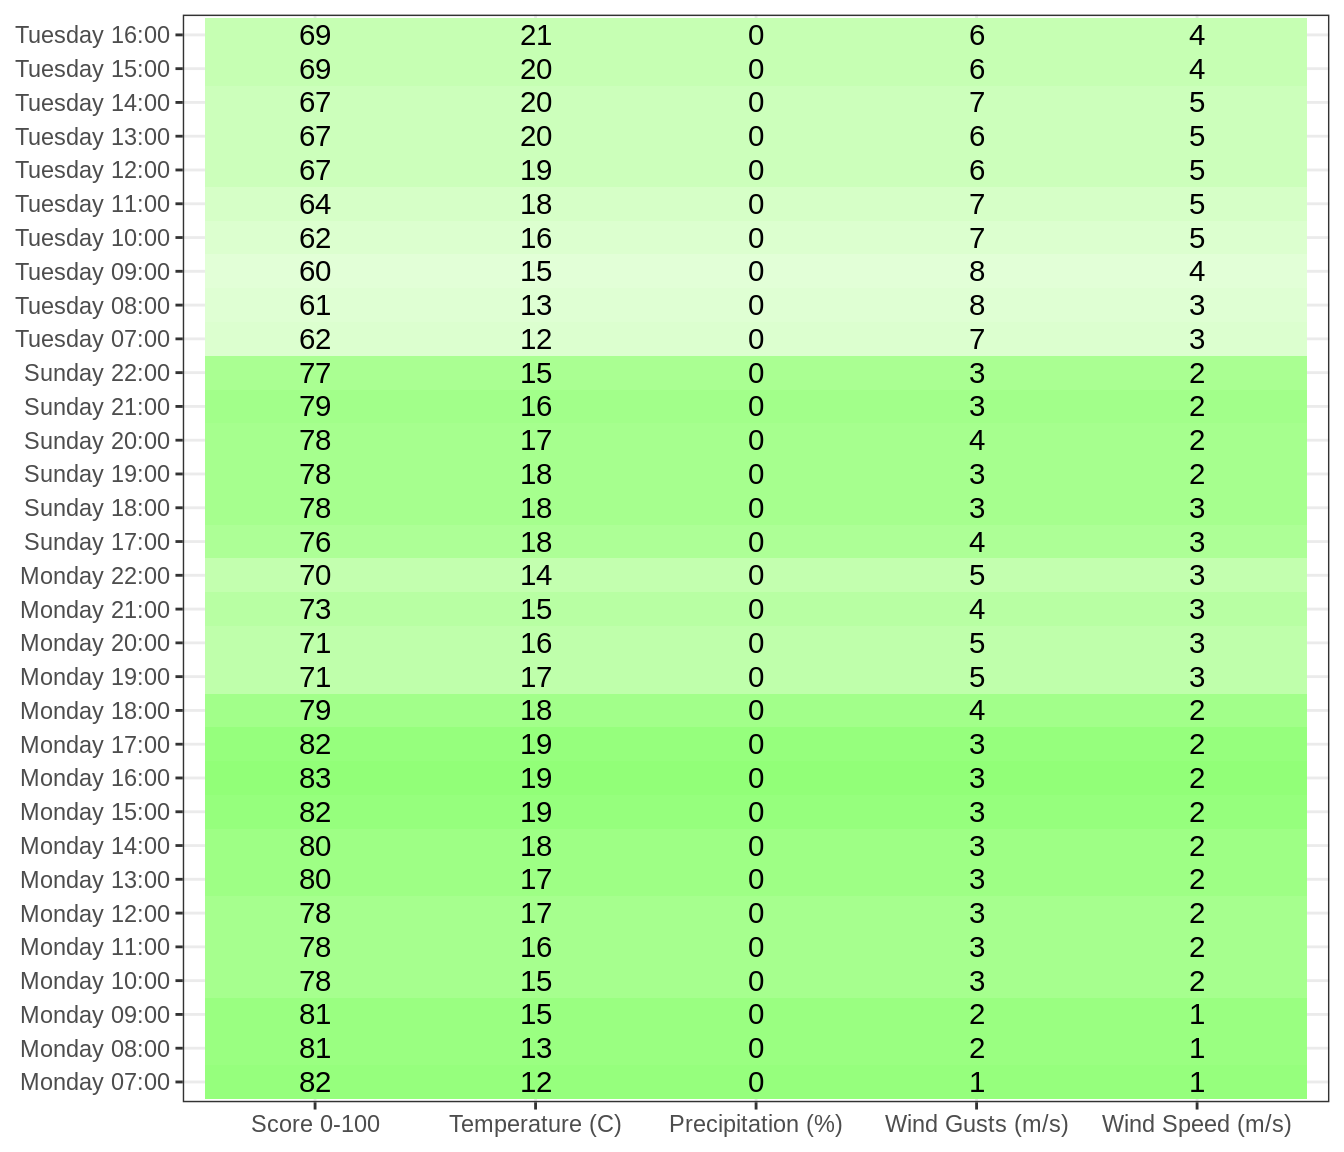 Tuesday 16:00 69 21 0 6 4
Tuesday 15:00 69 20 0 6 4
Tuesday 14:00 67 20 0 7 5
Tuesday 13:00 67 20 0 6 5
Tuesday 12:00 67 19 0 6 5
Tuesday 11:00 64 18 0 7 5
Tuesday 10:00 62 16 0 7 5
Tuesday 09:00 60 15 0 8 4
Tuesday 08:00 61 13 0 8 3
Tuesday 07:00 62 12 0 7 3
Sunday 22:00 77 15 0 3 2
Sunday 21:00 79 16 0 3 2
Sunday 20:00 78 17 0 4 2
Sunday 19:00 78 18 0 3 2
Sunday 18:00 78 18 0 3 3
Sunday 17:00 76 18 0 4 3
Monday 22:00 70 14 0 5 3
Monday 21:00 73 15 0 4 3
Monday 20:00 71 16 0 5 3
Monday 19:00 71 17 0 5 3
Monday 18:00 79 18 0 4 2
Monday 17:00 82 19 0 3 2
Monday 16:00 83 19 0 3 2
Monday 15:00 82 19 0 3 2
Monday 14:00 80 18 0 3 2
Monday 13:00 80 17 0 3 2
Monday 12:00 78 17 0 3 2
Monday 11:00 78 16 0 3 2
Monday 10:00 78 15 0 3 2
Monday 09:00 81 15 0 2 1
Monday 08:00 81 13 0 2 1
Monday 07:00 82 12 0 1 1
Score 0-100 Temperature (C) Precipitation (%) Wind Gusts (m/s) Wind Speed (m/s)